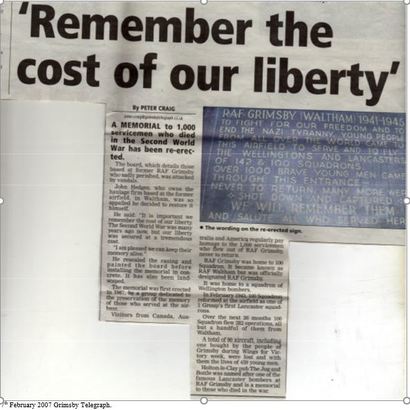 'Remember the
cost of our liberty'
By PETER CRAIG
A MEMORIAL to 1,000
servicemen who died
in the Second World
War has been re-erec-
ted.
The board, which details those
based at former RAF Grimsby
who sadly perished, was attacked
by vandals.
John Hedges, who owns the
haulage firm based at the former
airfield, in Waltham, was so
appalled he decided to restore it
himself.
He said: "It is important we
remember the cost of our liberty.
The Second World War was many
years ago now, but our liberty
was secured at a tremendous
cost.
"I am pleased we can keep their
memory alive."
He remade the casing and
painted the board before
installing the memorial in con-
crete. It has also been land-
scaped.
The memorial was first erected
in 1987, by a group dedicated to
the preservation of the memory
of those who served at the air
base.
Visitors from Canada, Aus-
RAF GRIMSBY (WALTHAM) 1941-1945
TO FIGHT FOR OUR FREEDOM AND TO
END THE NAZI TYRANNY, YOUNG PEOPLE
FROM ALL OVER THE WORLD CAME TO
THIS AIRFIELD TO SERVE AND
THE WELLINGTONS AND LANCASTERS
OF 142 & 100 SQUADRONS
OVER 1000 BRAVE YOUNG MEN CAME
THROUGH THIS ENTRANCE
NEVER TO RETURN, MANY MORE WERE
SHOT DOWN AND
WE WILL REMEMBER THEM
AND SALUTE ALL WHO SERVED HERE
● The wording on the re-erected sign.
tralia and America regularly pay
homage to the 1,000 servicemen
who flew out of RAF Grimsby
never to return.
RAF Grimsby was home to 100
Squadron. It became known as
RAF Waltham but was officially
designated RAF Grimsby.
It was home to a squadron of
Wellington bombers.
In February 1943, 100 Squadron
reformed at the airfield as one of
1 Group's first Lancaster squad-
rons.
Over the next 26 months 100
Squadron flew 282 operations, all
but a handful of them from
Waltham.
A total of 90 aircraft, including
one bought by the people of
Grimsby during Wings for Vic-
tory week, were lost and with
them the lives of 459 young men.
Holton-le-Clay pub The Jug and
Bottle was named after one of the
famous Lancaster bombers at
RAF Grimsby and is a memorial
to those who died in the war.
February 2007 Grimsby Telegraph.